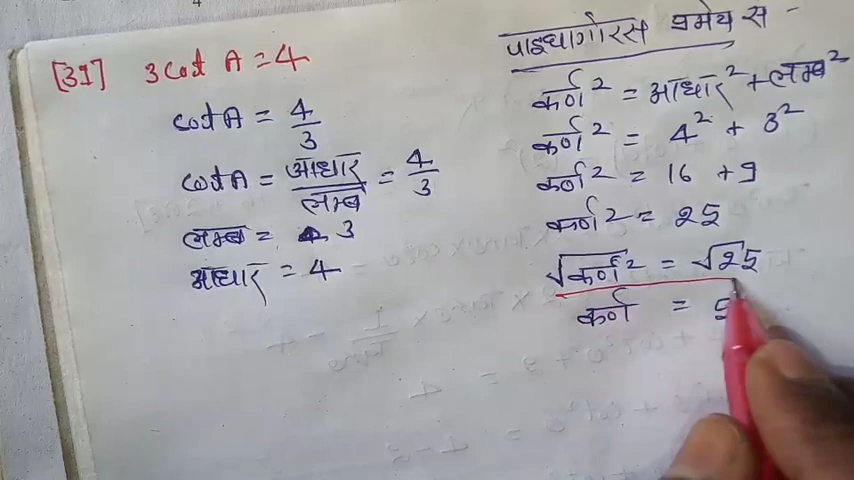 [31] 3 Cot A = 4
Cot A = 4/3
Cot A = आधार/लम्ब = 4/3
लम्ब = 3
आधार = 4
पाइथागोरस प्रमेय स -
कर्ण² = आधार² + लम्ब²
कर्ण² = 4² + 3²
कर्ण² = 16 + 9
कर्ण² = 25
√कर्ण² = √25
कर्ण = 5